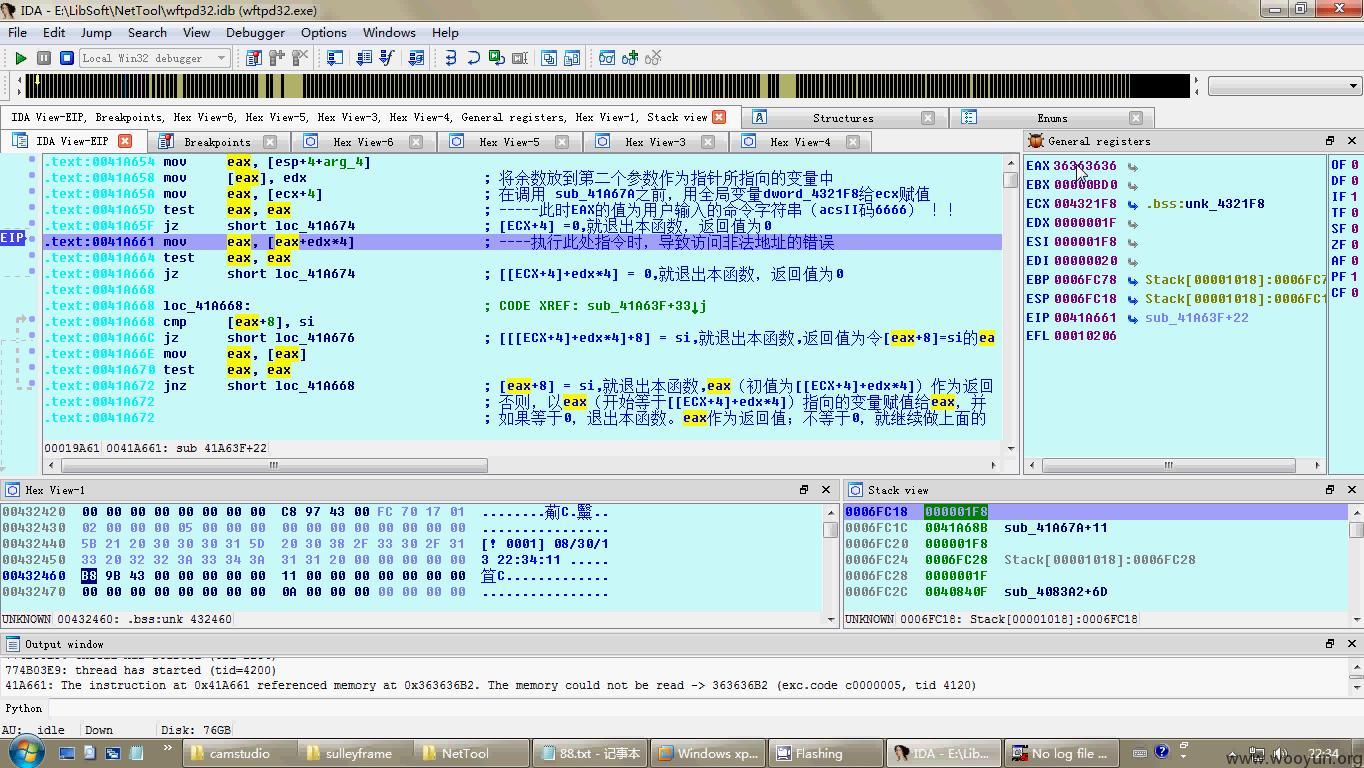 IDA - E:\LibSoft\NetTool\wftpd32.idb (wftpd32.exe)
File Edit Jump Search View Debugger Options Windows Help
Local Win32 debugger
IDA View-EIP, Breakpoints, Hex View-6, Hex View-5, Hex View-3, Hex View-4, General registers, Hex View-1, Stack view
Structures
Enums
IDA View-EIP
Breakpoints
Hex View-6
Hex View-5
Hex View-3
Hex View-4
EIP
.text:0041A654 mov eax, [esp+4+arg_4]
.text:0041A658 mov [eax], edx ; 将余数放到第二个参数作为指针所指向的变量中
.text:0041A65A mov eax, [ecx+4] ; 在调用 sub_41A67A之前，用全局变量dword_4321F8给ecx赋值
.text:0041A65D test eax, eax ; -----此时EAX的值为用户输入的命令字符串（acsII码6666）！！
.text:0041A65F jz short loc_41A674 ; [ECX+4] =0,就退出本函数，返回值为0
.text:0041A661 mov eax, [eax+edx*4] ; ----执行此处指令时，导致访问非法地址的错误
.text:0041A664 test eax, eax
.text:0041A666 jz short loc_41A674 ; [[ECX+4]+edx*4] = 0,就退出本函数，返回值为0
.text:0041A668
.text:0041A668 loc_41A668: ; CODE XREF: sub_41A63F+33↓j
.text:0041A668 cmp [eax+8], si
.text:0041A66C jz short loc_41A676 ; [[[ECX+4]+edx*4]+8] = si,就退出本函数,返回值为令[eax+8]=si的ea
.text:0041A66E mov eax, [eax]
.text:0041A670 test eax, eax
.text:0041A672 jnz short loc_41A668 ; [eax+8] = si,就退出本函数,eax（初值为[[ECX+4]+edx*4]）作为返回
.text:0041A672 ; 否则，以eax（开始等于[[ECX+4]+edx*4]）指向的变量赋值给eax，并
.text:0041A672 ; 如果等于0，退出本函数。eax作为返回值；不等于0，就继续做上面的
00019A61 0041A661: sub 41A63F+22
General registers
EAX 36363636
EBX 00000BD0
ECX 004321F8 .bss:unk_4321F8
EDX 0000001F
ESI 000001F8
EDI 00000020
EBP 0006FC78 Stack[00001018]:0006FC7
ESP 0006FC18 Stack[00001018]:0006FC1
EIP 0041A661 sub_41A63F+22
EFL 00010206
OF 0
DF 0
IF 1
TF 0
SF 0
ZF 0
AF 0
PF 1
CF 0
Hex View-1
00432420 00 00 00 00 00 00 00 00 C8 97 43 00 FC 70 17 01
00432430 02 00 00 00 05 00 00 00 00 00 00 00 00 00 00 00 ................
00432440 5B 21 20 30 30 30 31 5D 20 30 38 2F 33 30 2F 31 [! 0001] 08/30/1
00432450 33 20 32 32 3A 33 34 3A 31 31 20 00 00 00 00 00 3 22:34:11 .....
00432460 B8 9B 43 00 00 00 00 00 11 00 00 00 00 00 00 00
00432470 00 00 00 00 00 00 00 00 0A 00 00 00 00 00 00 00 ................
UNKNOWN 00432460: .bss:unk 432460
Stack view
0006FC18 000001F8
0006FC1C 0041A68B sub_41A67A+11
0006FC20 000001F8
0006FC24 0006FC28 Stack[00001018]:0006FC28
0006FC28 0000001F
0006FC2C 0040840F sub_4083A2+6D
UNKNOWN 0006FC18: Stack[00001018]:0006FC18
Output window
774B03E9: thread has started (tid=4200)
41A661: The instruction at 0x41A661 referenced memory at 0x363636B2. The memory could not be read -> 363636B2 (exc.code c0000005, tid 4120)
Python
AU: idle Down Disk: 76GB
camstudio
sulleyframe
NetTool
88.txt - 记事本
Windows xp...
Flashing
IDA - E:\Lib...
No log file ...
22:34
www.wooyun.org